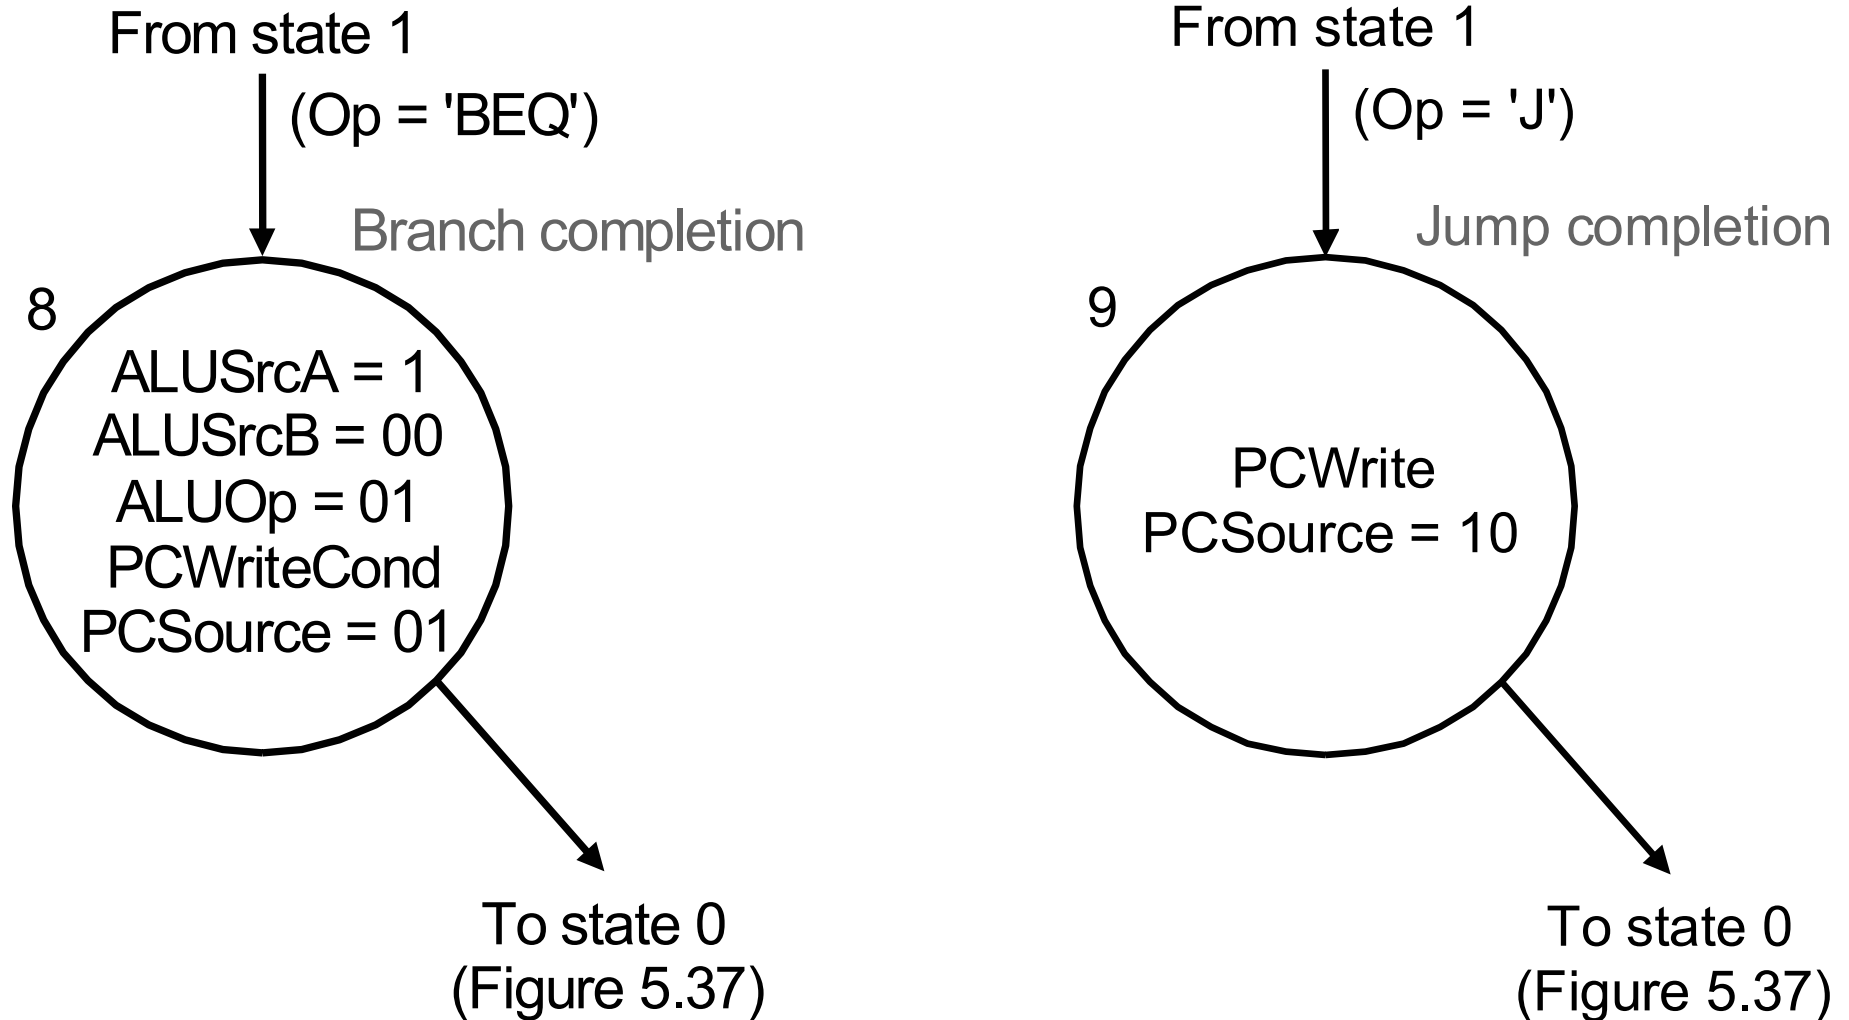 From state 1
(Op = 'BEQ')
Branch completion
8
ALUSrcA = 1
ALUSrcB = 00
ALUOp = 01
PCWriteCond
PCSource = 01
To state 0
(Figure 5.37)
From state 1
(Op = 'J')
Jump completion
9
PCWrite
PCSource = 10
To state 0
(Figure 5.37)